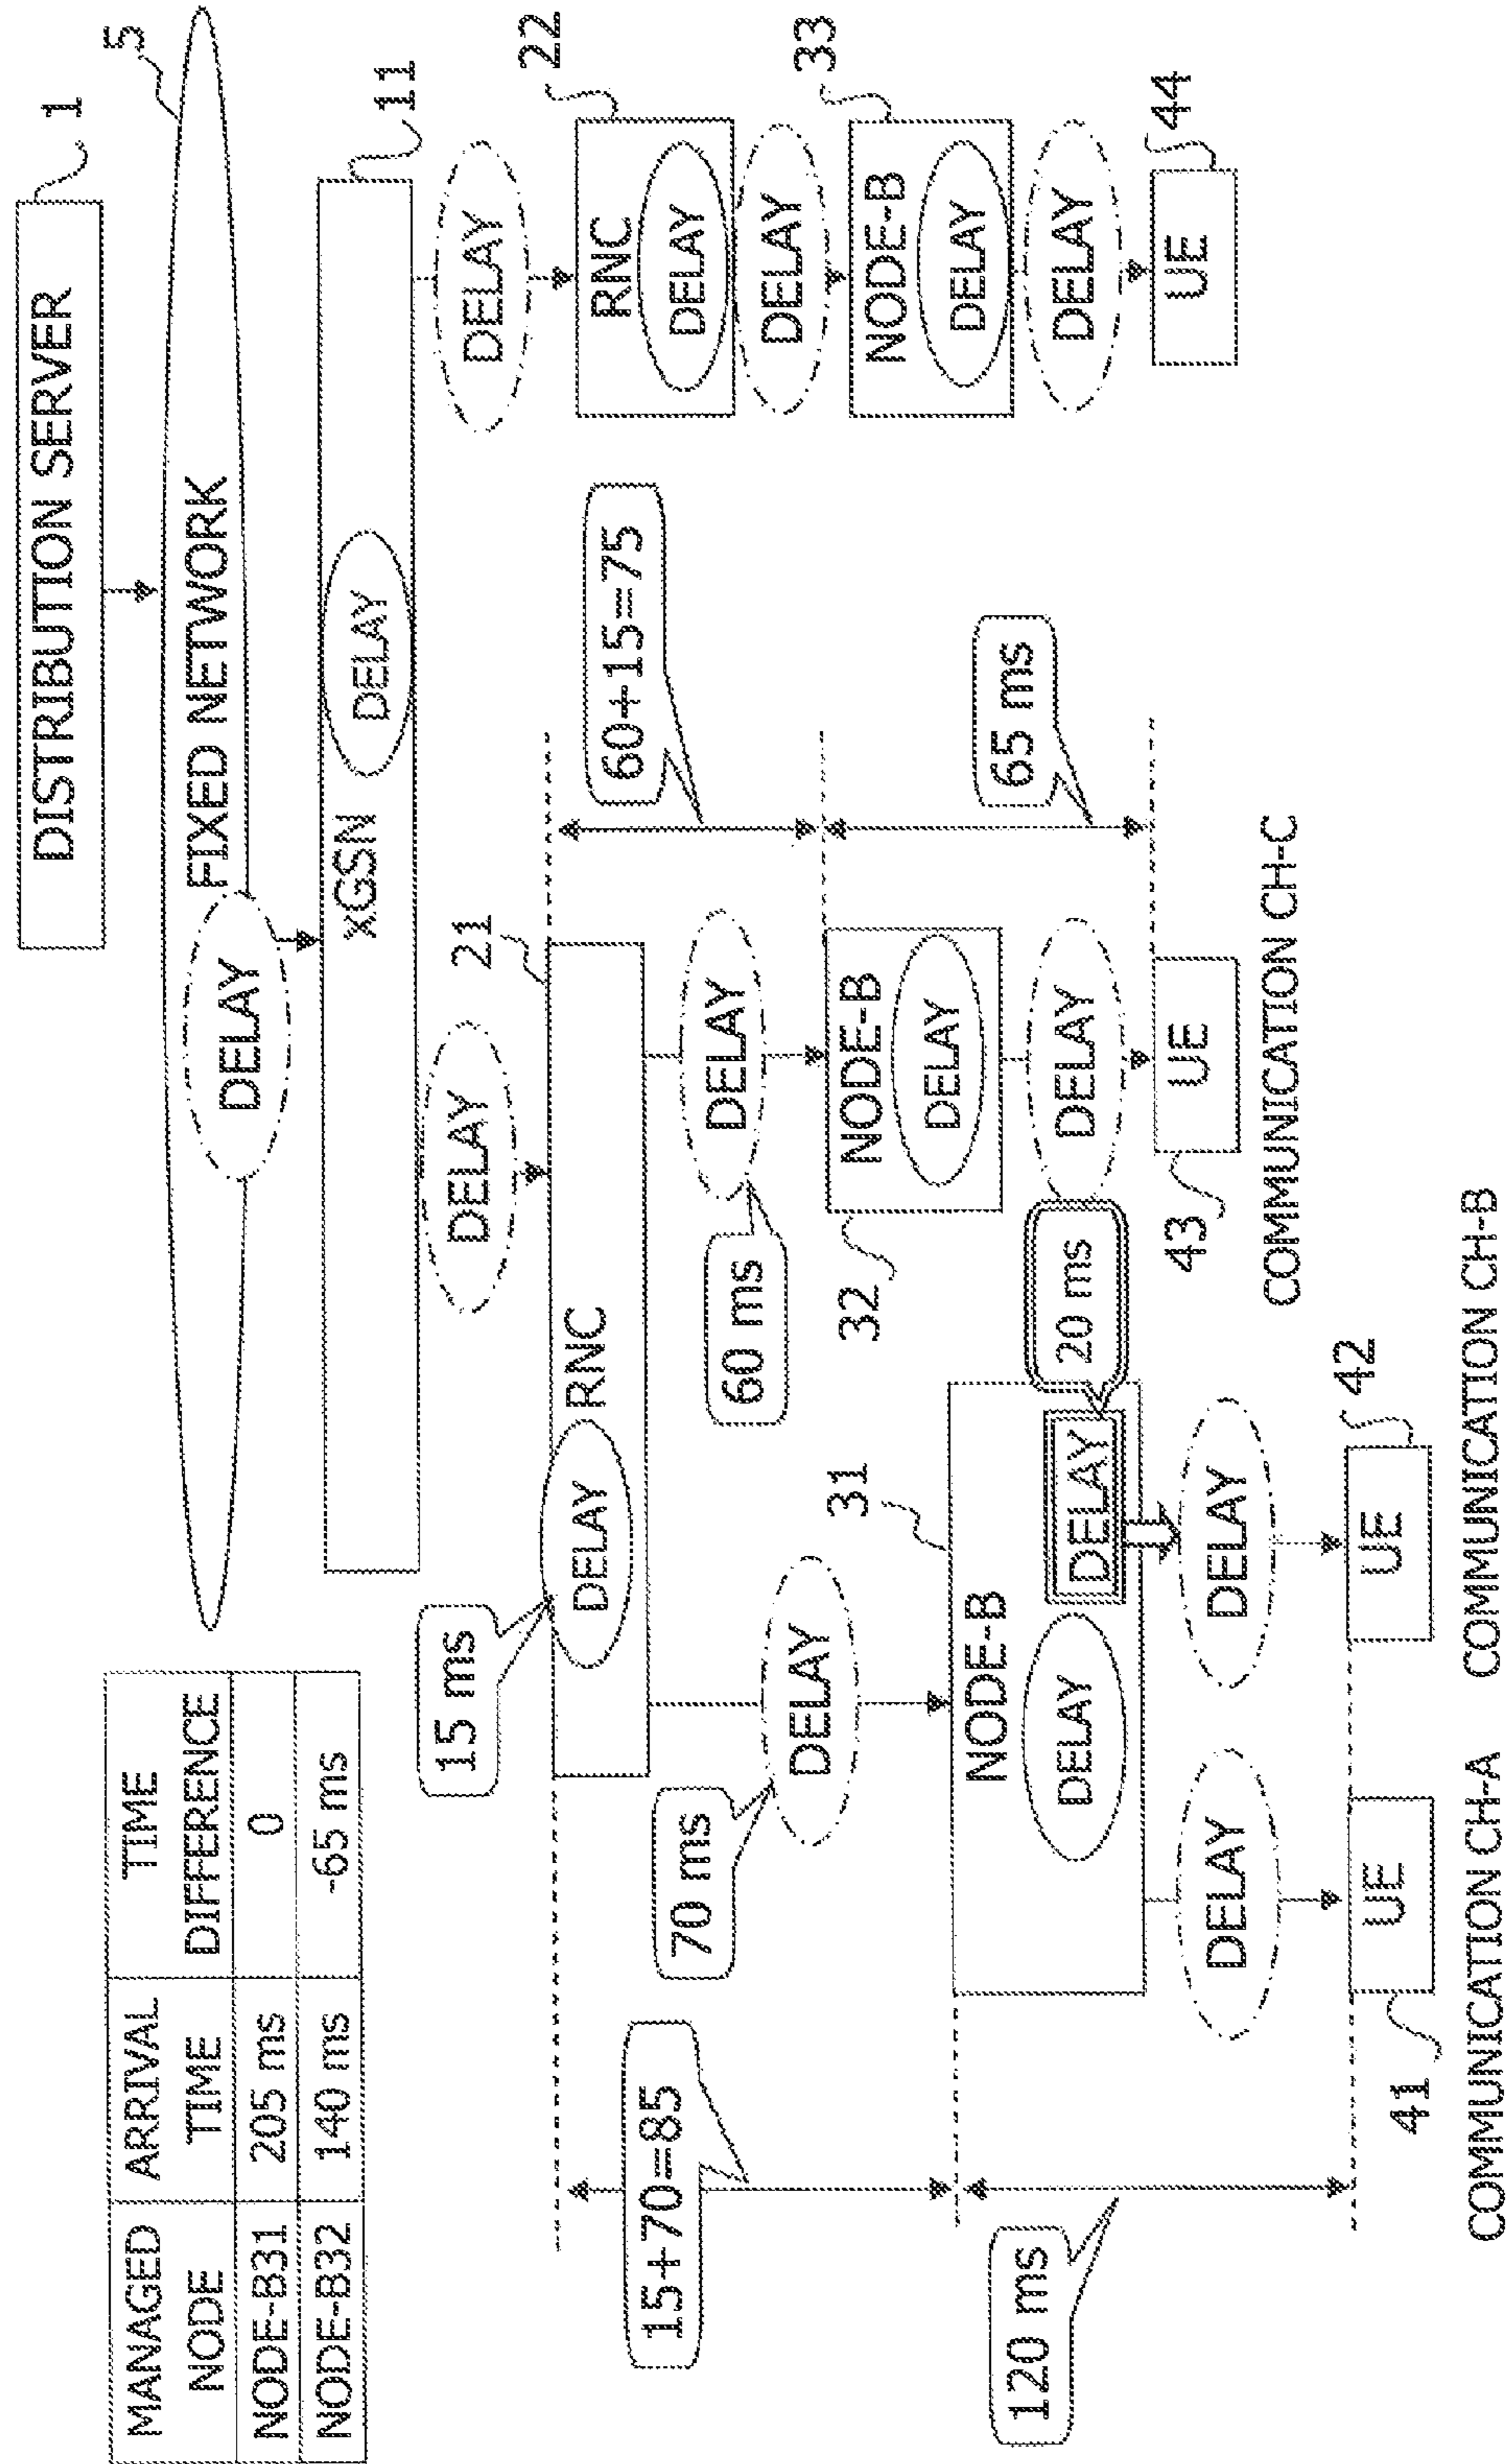 MANAGED NODE
ARRIVAL TIME
TIME DIFFERENCE
NODE-B31
205 ms
0
NODE-B32
140 ms
-65 ms
DISTRIBUTION SERVER
1
5
FIXED NETWORK
DELAY
xGSN
DELAY
11
DELAY
DELAY
15 ms
DELAY
RNC
21
RNC
DELAY
22
15+70=85
70 ms
DELAY
60 ms
DELAY
60+15=75
DELAY
NODE-B
DELAY
32
NODE-B
DELAY
33
NODE-B
DELAY
DELAY
31
20 ms
120 ms
DELAY
DELAY
DELAY
65 ms
DELAY
UE
41
UE
42
UE
43
UE
44
COMMUNICATION CH-A
COMMUNICATION CH-B
COMMUNICATION CH-C